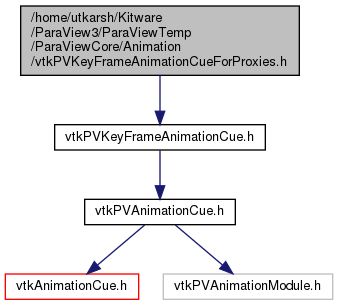 /home/utkarsh/Kitware
/ParaView3/ParaViewTemp
/ParaViewCore/Animation
/vtkPVKeyFrameAnimationCueForProxies.h
vtkPVKeyFrameAnimationCue.h
vtkPVAnimationCue.h
vtkAnimationCue.h
vtkPVAnimationModule.h